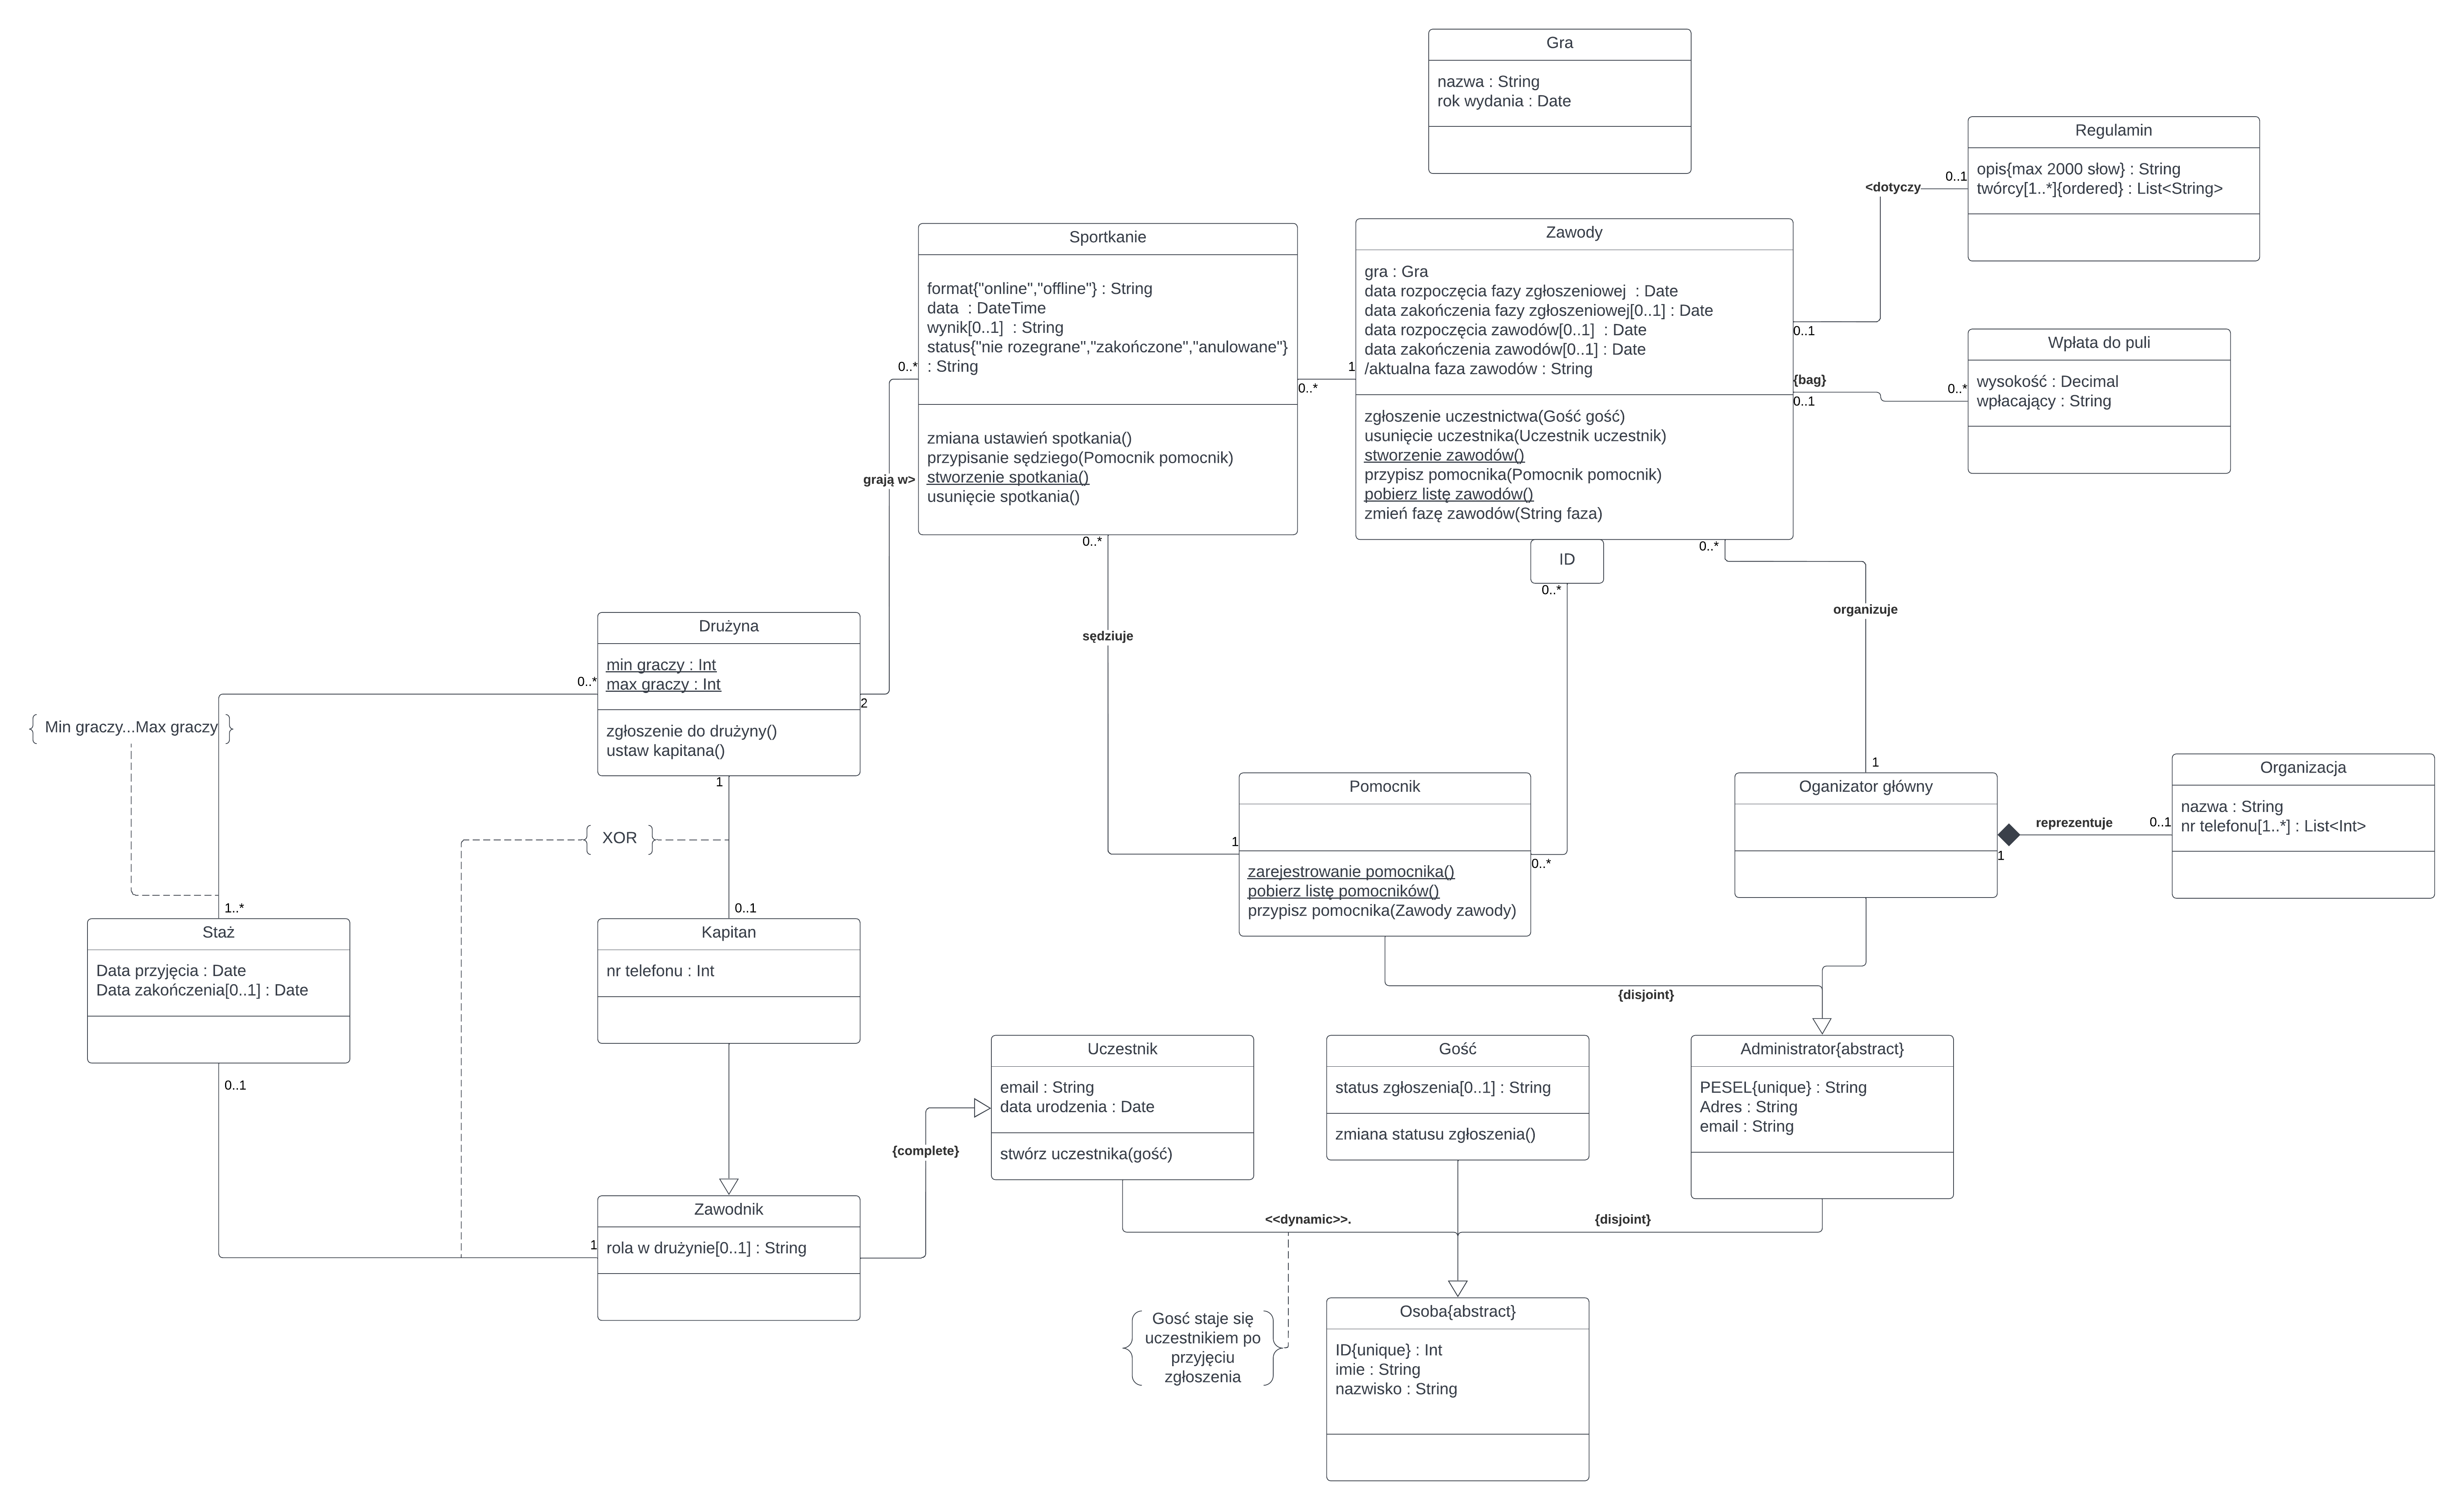 Gra
nazwa : String
rok wydania : Date
Regulamin
opis{max 2000 słow} : String
twórcy[1..*]{ordered} : List<String>
0..1
<dotyczy
0..1
Sportkanie
format{"online","offline"} : String
data  : DateTime
wynik[0..1]  : String
status{"nie rozegrane","zakończone","anulowane"}
: String
zmiana ustawień spotkania()
przypisanie sędziego(Pomocnik pomocnik)
stworzenie spotkania()
usunięcie spotkania()
0..*
0..*
1
Zawody
gra : Gra
data rozpoczęcia fazy zgłoszeniowej  : Date
data zakończenia fazy zgłoszeniowej[0..1] : Date
data rozpoczęcia zawodów[0..1]  : Date
data zakończenia zawodów[0..1] : Date
/aktualna faza zawodów : String
zgłoszenie uczestnictwa(Gość gość)
usunięcie uczestnika(Uczestnik uczestnik)
stworzenie zawodów()
przypisz pomocnika(Pomocnik pomocnik)
pobierz listę zawodów()
zmień fazę zawodów(String faza)
{bag}
0..1
0..*
Wpłata do puli
wysokość : Decimal
wpłacający : String
grają w>
0..*
sędziuje
ID
0..*
0..*
organizuje
1
Drużyna
min graczy : Int
max graczy : Int
zgłoszenie do drużyny()
ustaw kapitana()
0..*
2
1
Min graczy...Max graczy
XOR
1..*
0..1
Pomocnik
zarejestrowanie pomocnika()
pobierz listę pomocników()
przypisz pomocnika(Zawody zawody)
1
0..*
Oganizator główny
1
reprezentuje
0..1
Organizacja
nazwa : String
nr telefonu[1..*] : List<Int>
Staż
Data przyjęcia : Date
Data zakończenia[0..1] : Date
0..1
Kapitan
nr telefonu : Int
{disjoint}
Uczestnik
email : String
data urodzenia : Date
stwórz uczestnika(gość)
Gość
status zgłoszenia[0..1] : String
zmiana statusu zgłoszenia()
Administrator{abstract}
PESEL{unique} : String
Adres : String
email : String
{complete}
1
Zawodnik
rola w drużynie[0..1] : String
<<dynamic>>.
{disjoint}
Gosć staje się
uczestnikiem po
przyjęciu
zgłoszenia
Osoba{abstract}
ID{unique} : Int
imie : String
nazwisko : String